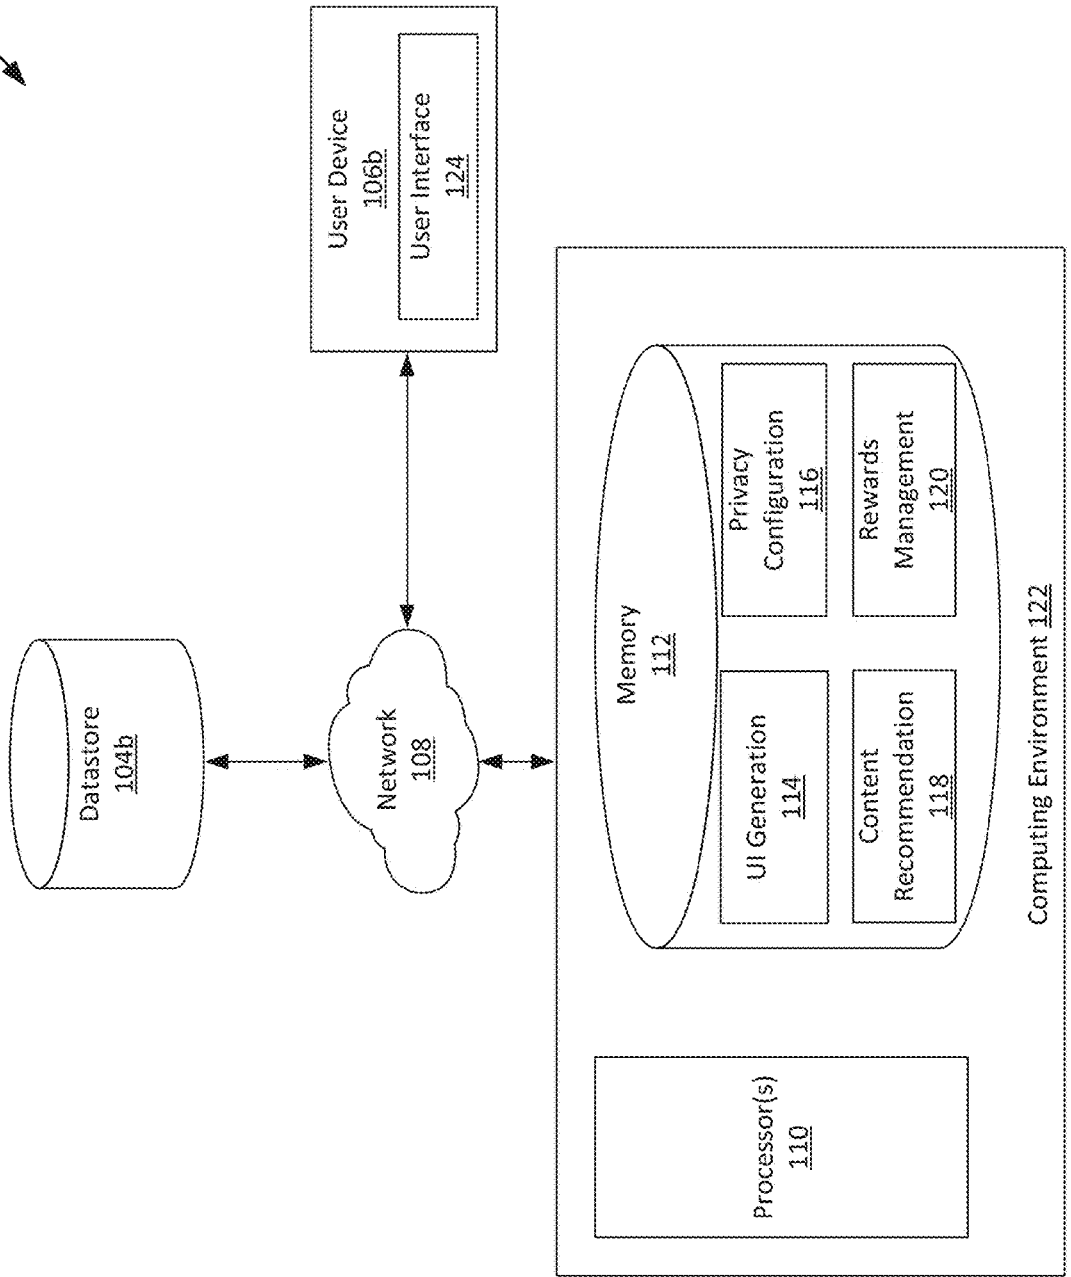 Datastore
104b
Network
108
User Device
106b
User Interface
124
Processor(s)
110
Memory
112
UI Generation
114
Privacy
Configuration
116
Content
Recommendation
118
Rewards
Management
120
Computing Environment 122